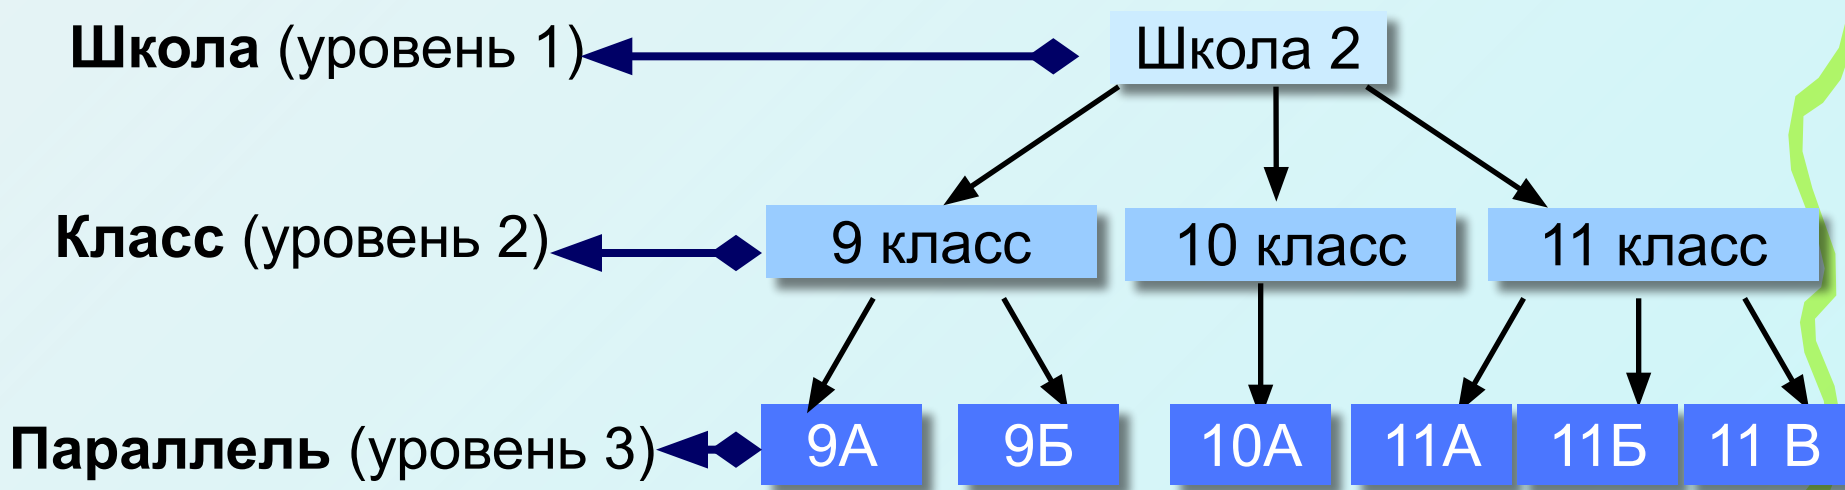 Школа (уровень 1)
Школа 2
Класс (уровень 2)
9 класс
10 класс
11 класс
Параллель (уровень 3)
9А
9Б
10А
11А
11Б
11 В